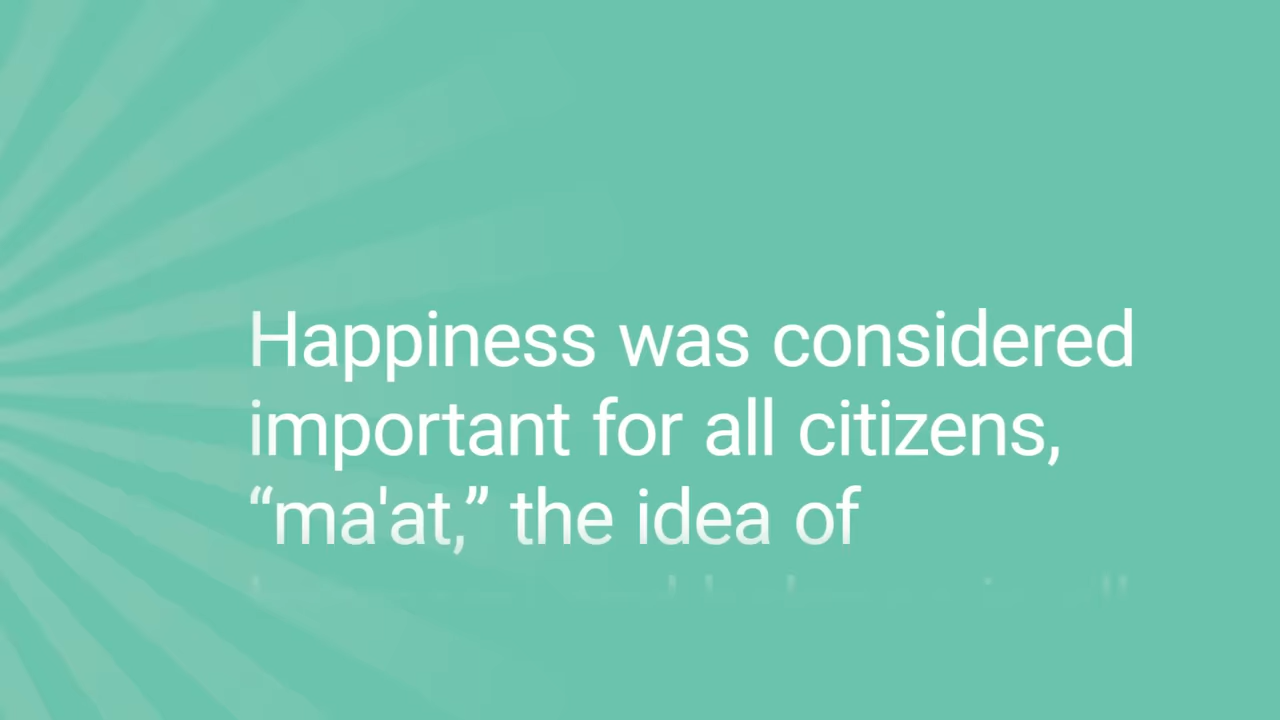 Happiness was considered
important for all citizens,
“ma'at,” the idea of